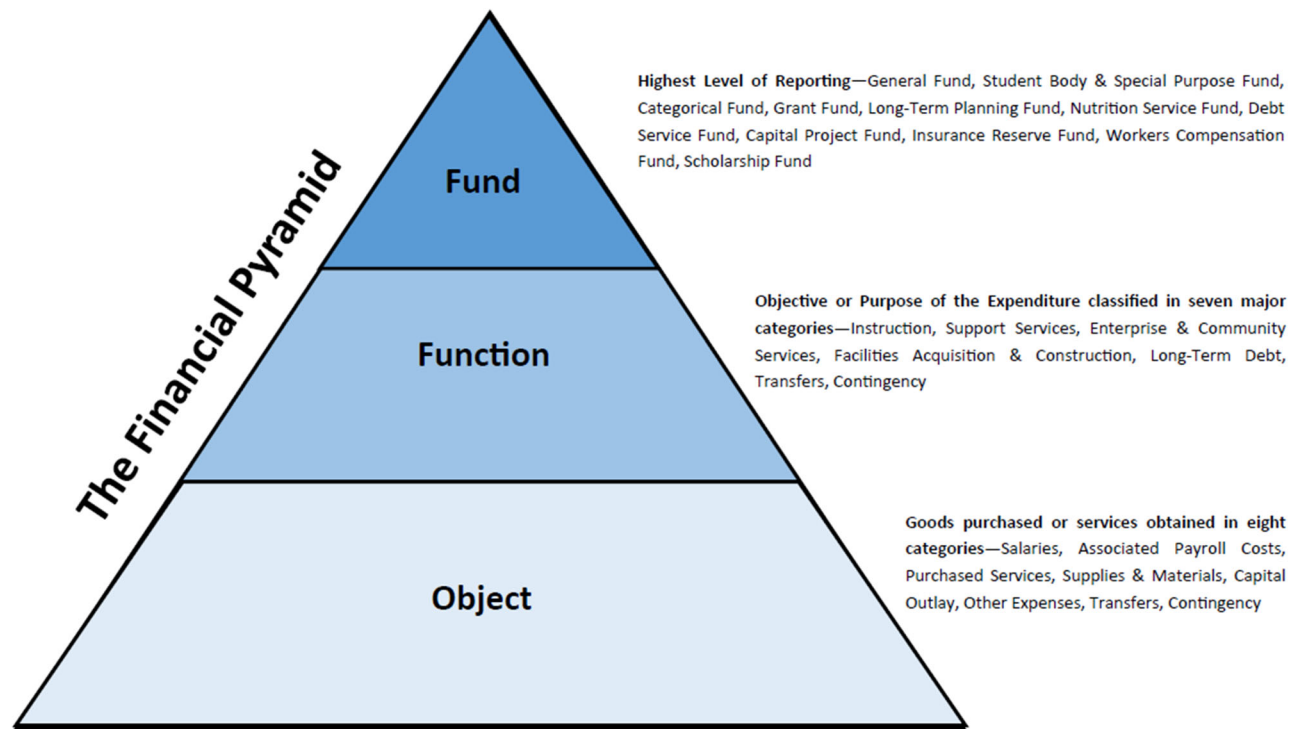 The Financial Pyramid
Fund
Highest Level of Reporting—General Fund, Student Body & Special Purpose Fund,
Categorical Fund, Grant Fund, Long-Term Planning Fund, Nutrition Service Fund, Debt
Service Fund, Capital Project Fund, Insurance Reserve Fund, Workers Compensation
Fund, Scholarship Fund
Function
Objective or Purpose of the Expenditure classified in seven major
categories—Instruction, Support Services, Enterprise & Community
Services, Facilities Acquisition & Construction, Long-Term Debt,
Transfers, Contingency
Object
Goods purchased or services obtained in eight
categories—Salaries, Associated Payroll Costs,
Purchased Services, Supplies & Materials, Capital
Outlay, Other Expenses, Transfers, Contingency